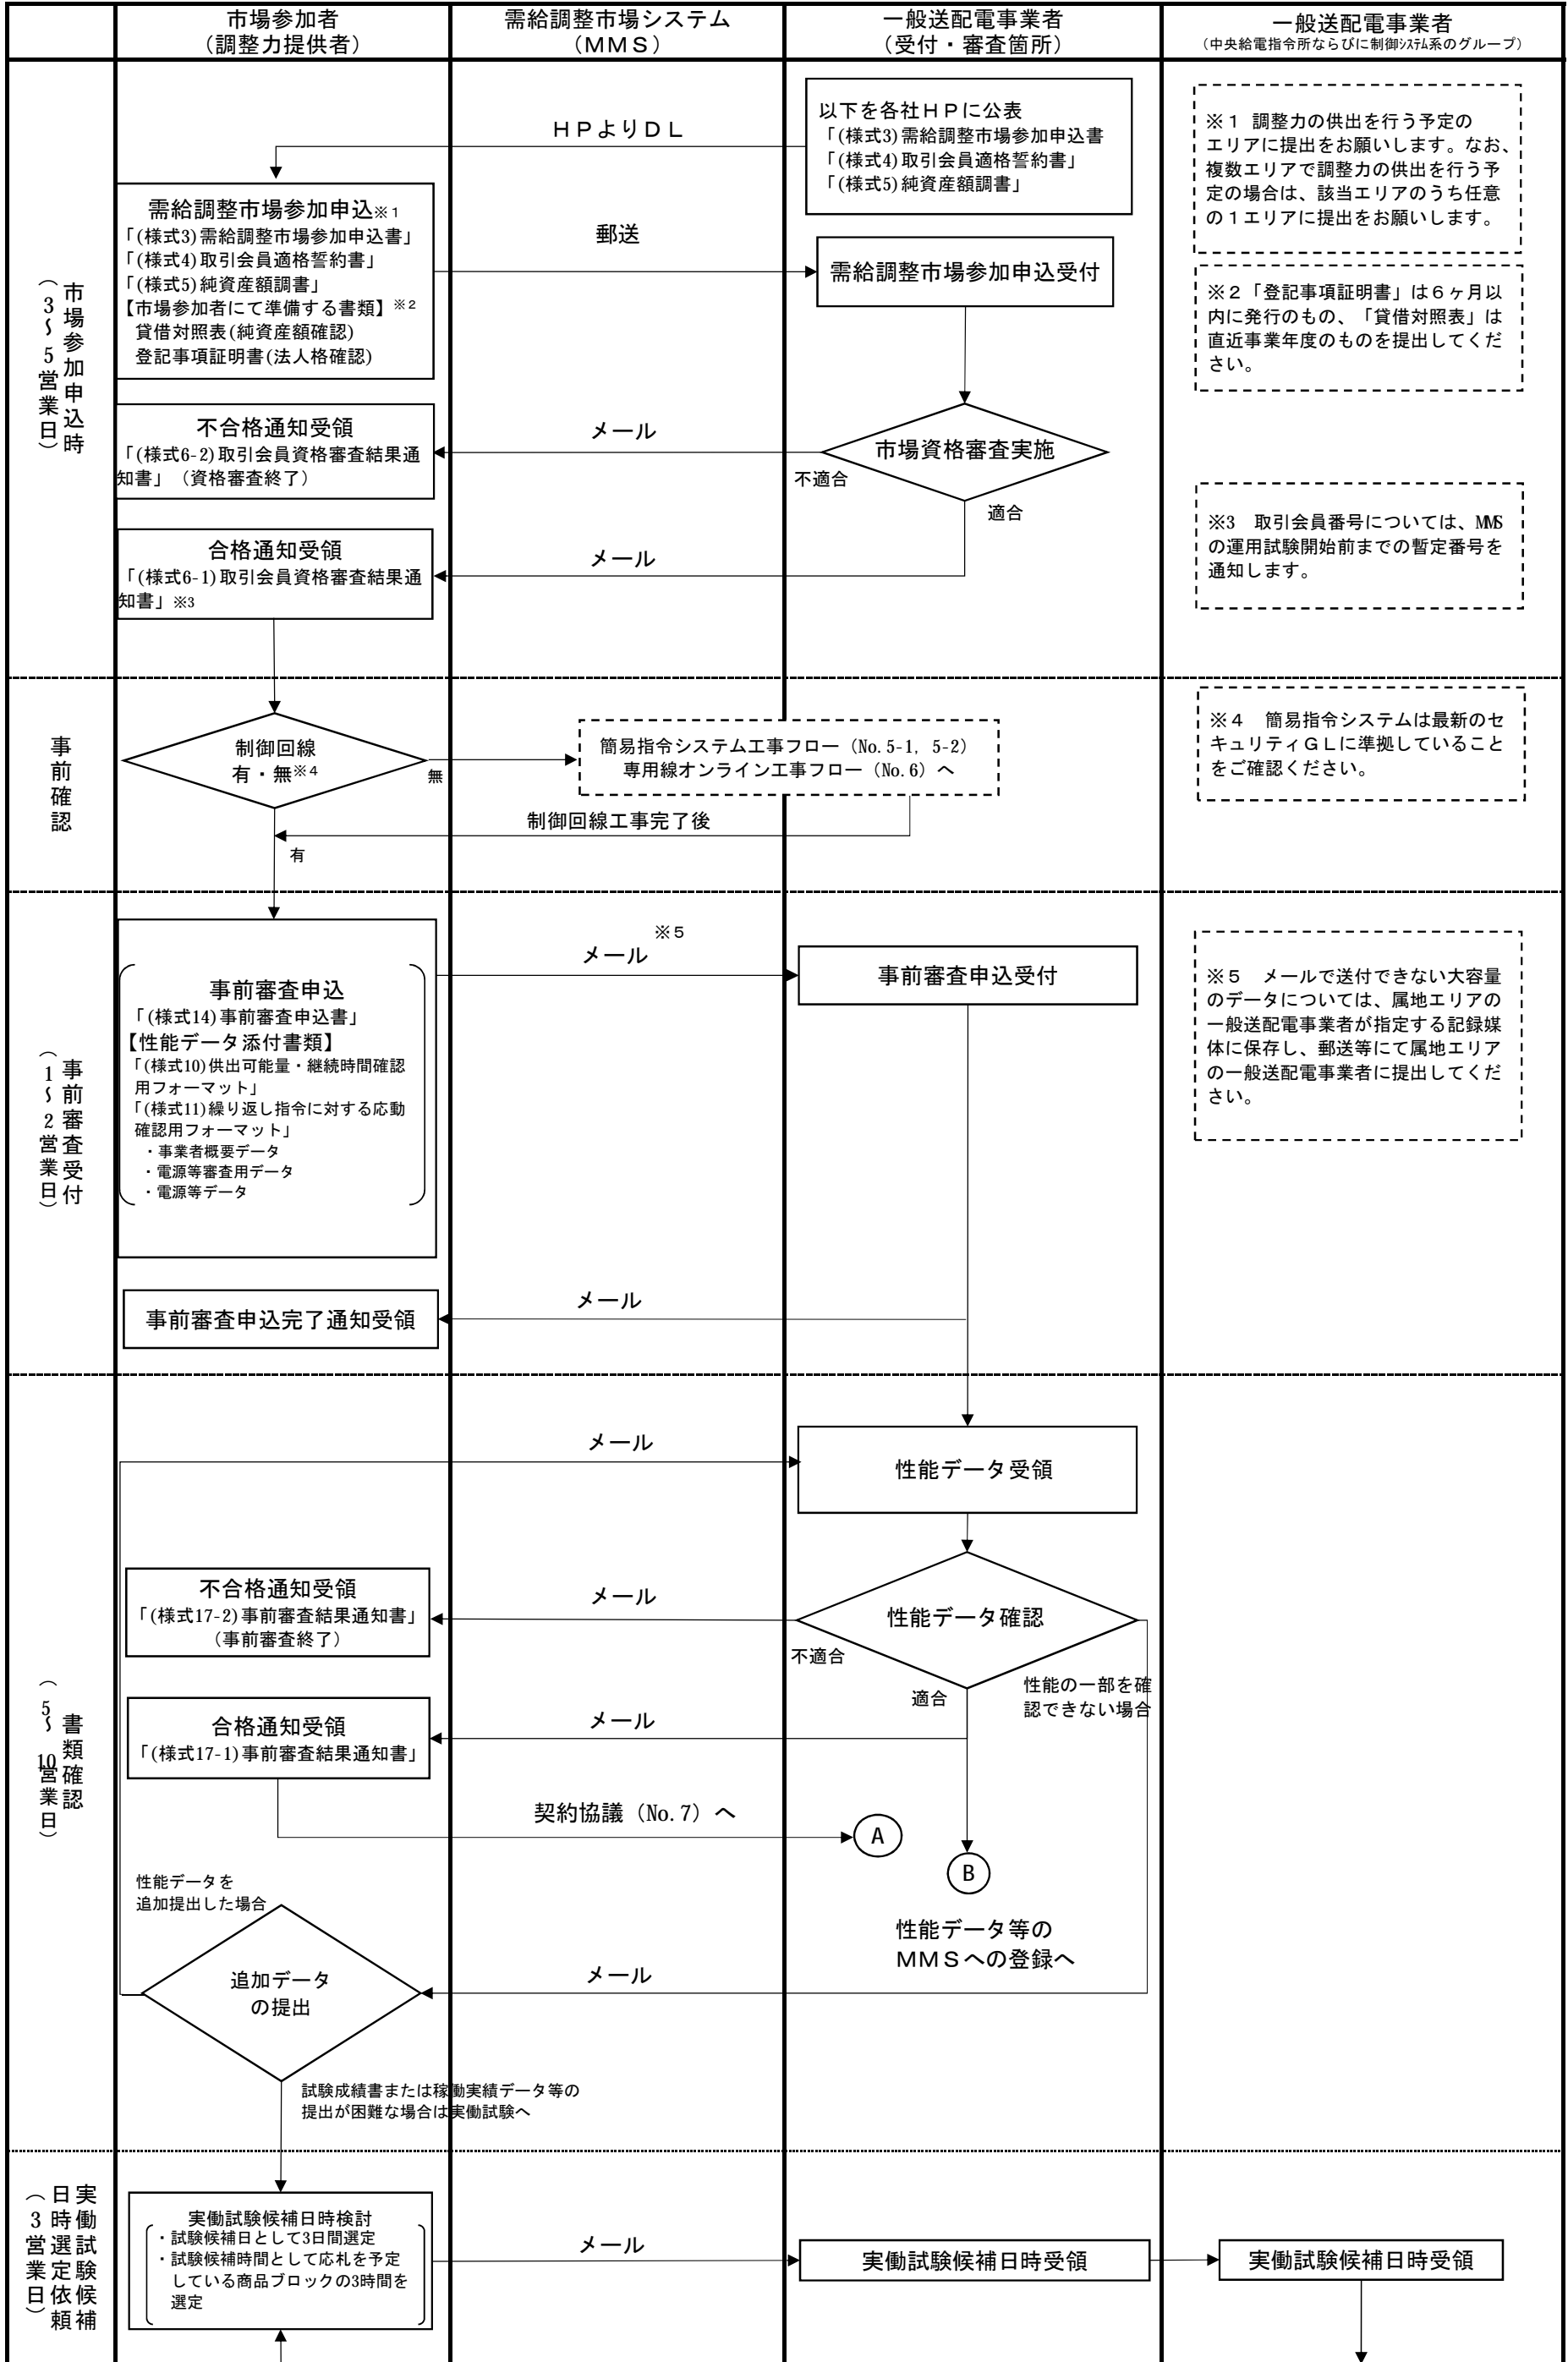 市場参加者
(調整力提供者)
需給調整市場システム
(MMS)
一般送配電事業者
(受付・審査箇所)
一般送配電事業者
(中央給電指令所ならびに制御システム系のグループ)
市場参加申込時
(3~5営業日)
以下を各社HPに公表
「(様式3)需給調整市場参加申込書
「(様式4)取引会員適格誓約書」
「(様式5)純資産額調書」
HPよりDL
需給調整市場参加申込※1
「(様式3)需給調整市場参加申込書」
「(様式4)取引会員適格誓約書」
「(様式5)純資産額調書」
【市場参加者にて準備する書類】※2
貸借対照表(純資産額確認)
登記事項証明書(法人格確認)
郵送
需給調整市場参加申込受付
※1 調整力の供出を行う予定の
エリアに提出をお願いします。なお、
複数エリアで調整力の供出を行う予
定の場合は、該当エリアのうち任意
の1エリアに提出をお願いします。
※2「登記事項証明書」は6ヶ月以
内に発行のもの、「貸借対照表」は
直近事業年度のものを提出してくだ
さい。
不合格通知受領
「(様式6-2)取引会員資格審査結果通
知書」(資格審査終了)
メール
市場資格審査実施
不適合
適合
合格通知受領
「(様式6-1)取引会員資格審査結果通
知書」※3
メール
※3 取引会員番号については、MMS
の運用試験開始前までの暫定番号を
通知します。
事前確認
制御回線
有・無※4
無
簡易指令システム工事フロー(No.5-1, 5-2)
専用線オンライン工事フロー(No.6)へ
制御回線工事完了後
有
※4 簡易指令システムは最新のセ
キュリティGLに準拠していること
をご確認ください。
事前審査受付
(1~2営業日)
事前審査申込
「(様式14)事前審査申込書」
【性能データ添付書類】
「(様式10)供出可能量・継続時間確認
用フォーマット」
「(様式11)繰り返し指令に対する応動
確認用フォーマット」
・事業者概要データ
・電源等審査用データ
・電源等データ
メール※5
事前審査申込受付
※5 メールで送付できない大容量
のデータについては、属地エリアの
一般送配電事業者が指定する記録媒
体に保存し、郵送等にて属地エリア
の一般送配電事業者に提出してくだ
さい。
事前審査申込完了通知受領
メール
書類確認
(5~10営業日)
メール
性能データ受領
不合格通知受領
「(様式17-2)事前審査結果通知書」
(事前審査終了)
メール
性能データ確認
不適合
適合
性能の一部を確
認できない場合
合格通知受領
「(様式17-1)事前審査結果通知書」
メール
契約協議(No.7)へ
A
B
性能データ等の
MMSへの登録へ
性能データを
追加提出した場合
追加データ
の提出
メール
試験成績書または稼働実績データ等の
提出が困難な場合は実働試験へ
実働試験候補
日時選定依頼
(3営業日)
実働試験候補日時検討
・試験候補日として3日間選定
・試験候補時間として応札を予定
している商品ブロックの3時間を
選定
メール
実働試験候補日時受領
実働試験候補日時受領